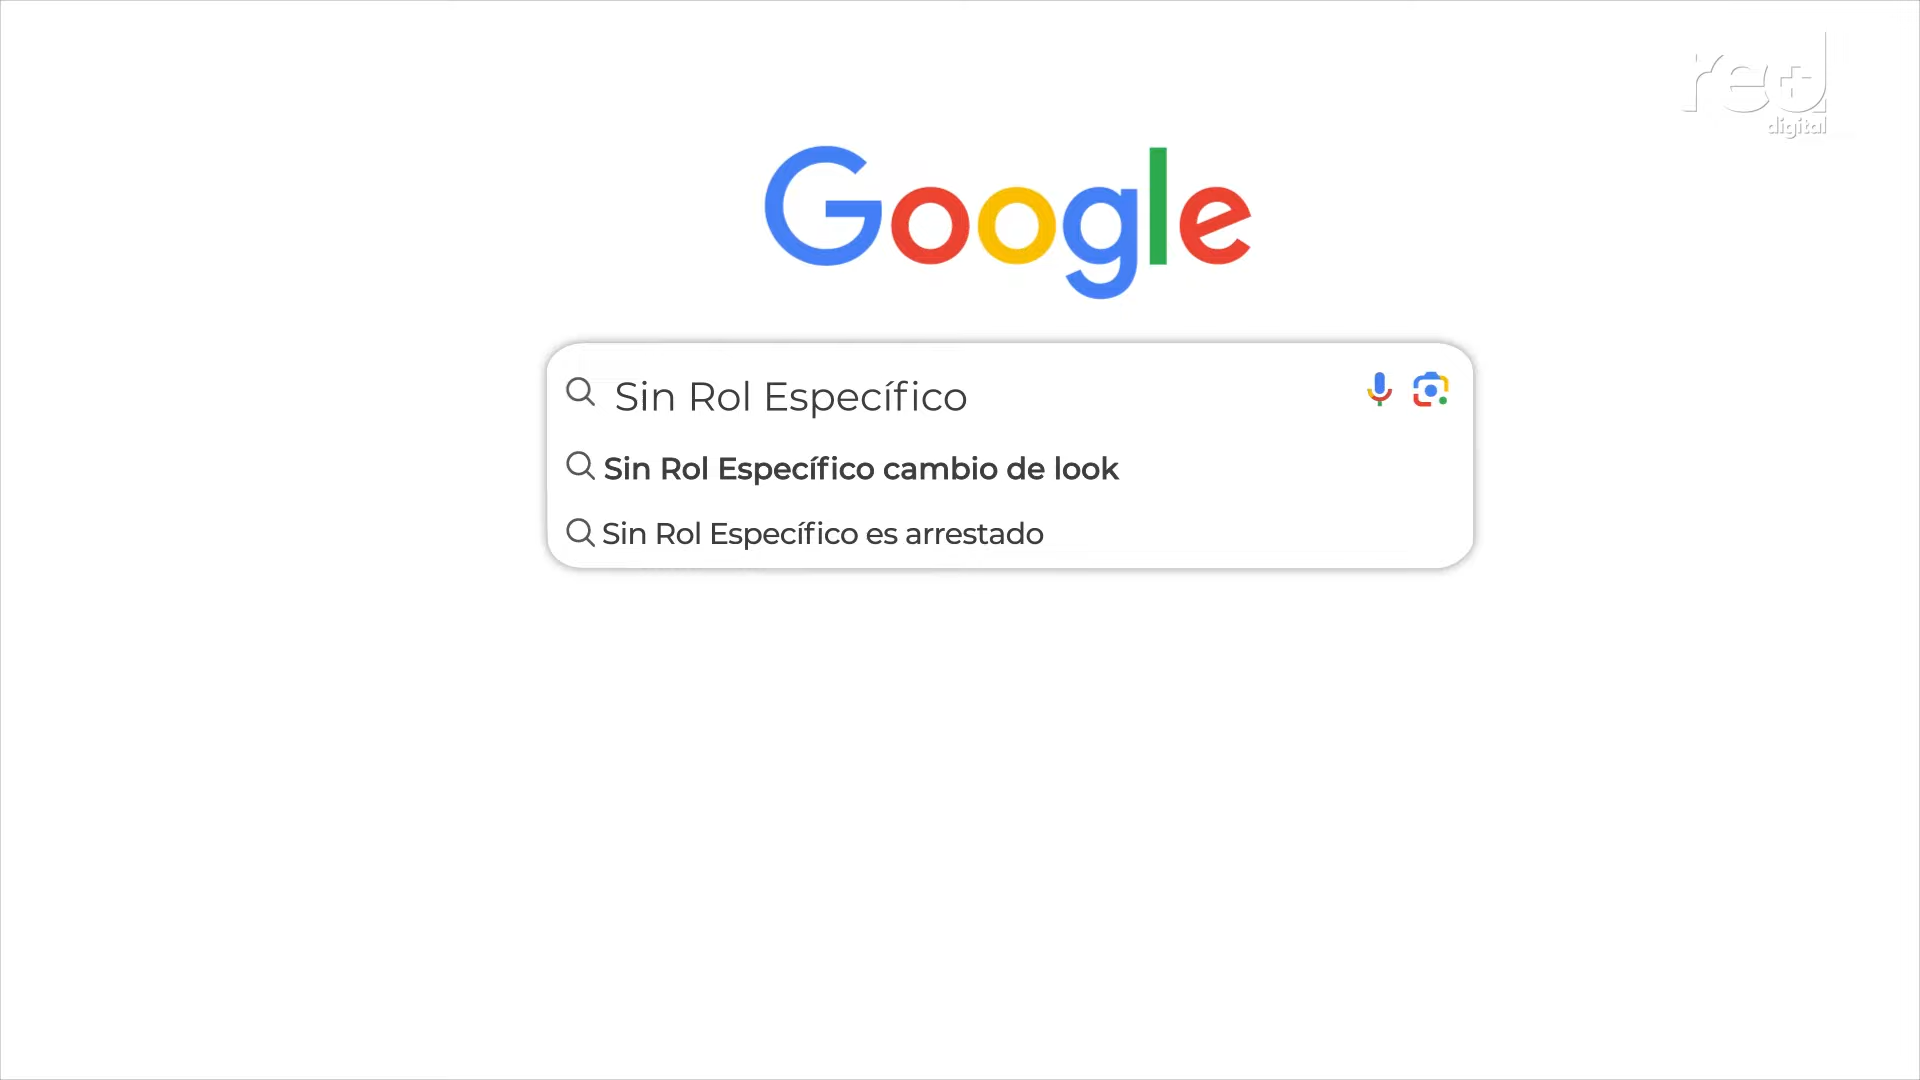 red
digital
Google
Sin Rol Específico
Sin Rol Específico cambio de look
Sin Rol Específico es arrestado